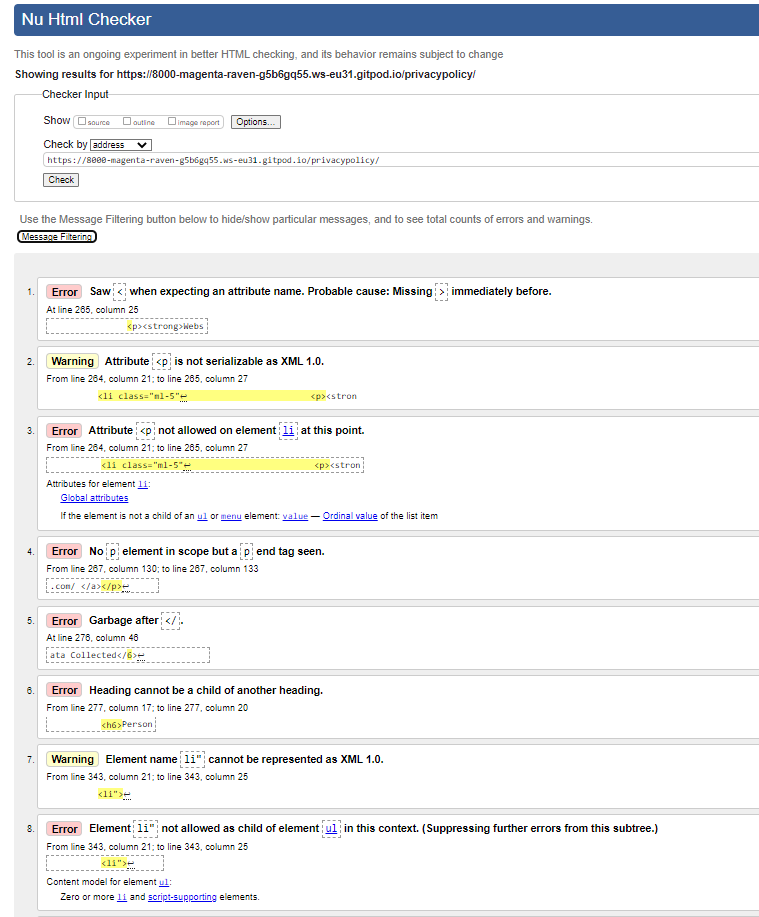 Nu Html Checker
This tool is an ongoing experiment in better HTML checking, and its behavior remains subject to change
Showing results for https://8000-magenta-raven-g5b6gq55.ws-eu31.gitpod.io/privacypolicy/
Checker Input
Show source outline image report Options...
Check by address
https://8000-magenta-raven-g5b6gq55.ws-eu31.gitpod.io/privacypolicy/
Check
Use the Message Filtering button below to hide/show particular messages, and to see total counts of errors and warnings.
Message Filtering
1. Error Saw < when expecting an attribute name. Probable cause: Missing > immediately before.
At line 265, column 25
<p><strong>Webs
2. Warning Attribute <p is not serializable as XML 1.0.
From line 264, column 21; to line 265, column 27
<li class="ml-5"↩ <p><stron
3. Error Attribute <p not allowed on element li at this point.
From line 264, column 21; to line 265, column 27
<li class="ml-5"↩ <p><stron
Attributes for element li:
Global attributes
If the element is not a child of an ul or menu element: value — Ordinal value of the list item
4. Error No p element in scope but a p end tag seen.
From line 267, column 130; to line 267, column 133
.com/ </a></p>↩
5. Error Garbage after </.
At line 276, column 46
ata Collected</6>↩
6. Error Heading cannot be a child of another heading.
From line 277, column 17; to line 277, column 20
<h6>Person
7. Warning Element name li" cannot be represented as XML 1.0.
From line 343, column 21; to line 343, column 25
<li">↩
8. Error Element li" not allowed as child of element ul in this context. (Suppressing further errors from this subtree.)
From line 343, column 21; to line 343, column 25
<li">↩
Content model for element ul:
Zero or more li and script-supporting elements.